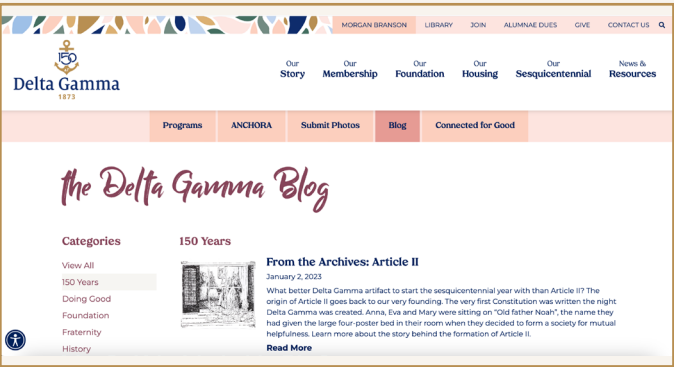 MORGAN BRANSON LIBRARY JOIN ALUMNAE DUES GIVE CONTACT US
150
Delta Gamma
1873
Our Story
Our Membership
Our Foundation
Our Housing
Our Sesquicentennial
News & Resources
Programs ANCHORA Submit Photos Blog Connected for Good
the Delta Gamma Blog
Categories
View All
150 Years
Doing Good
Foundation
Fraternity
History
150 Years
From the Archives: Article II
January 2, 2023
What better Delta Gamma artifact to start the sesquicentennial year with than Article II? The
origin of Article II goes back to our very founding. The very first Constitution was written the night
Delta Gamma was created. Anna, Eva and Mary were sitting on "Old father Noah", the name they
had given the large four-poster bed in their room when they decided to form a society for mutual
helpfulness. Learn more about the story behind the formation of Article II.
Read More